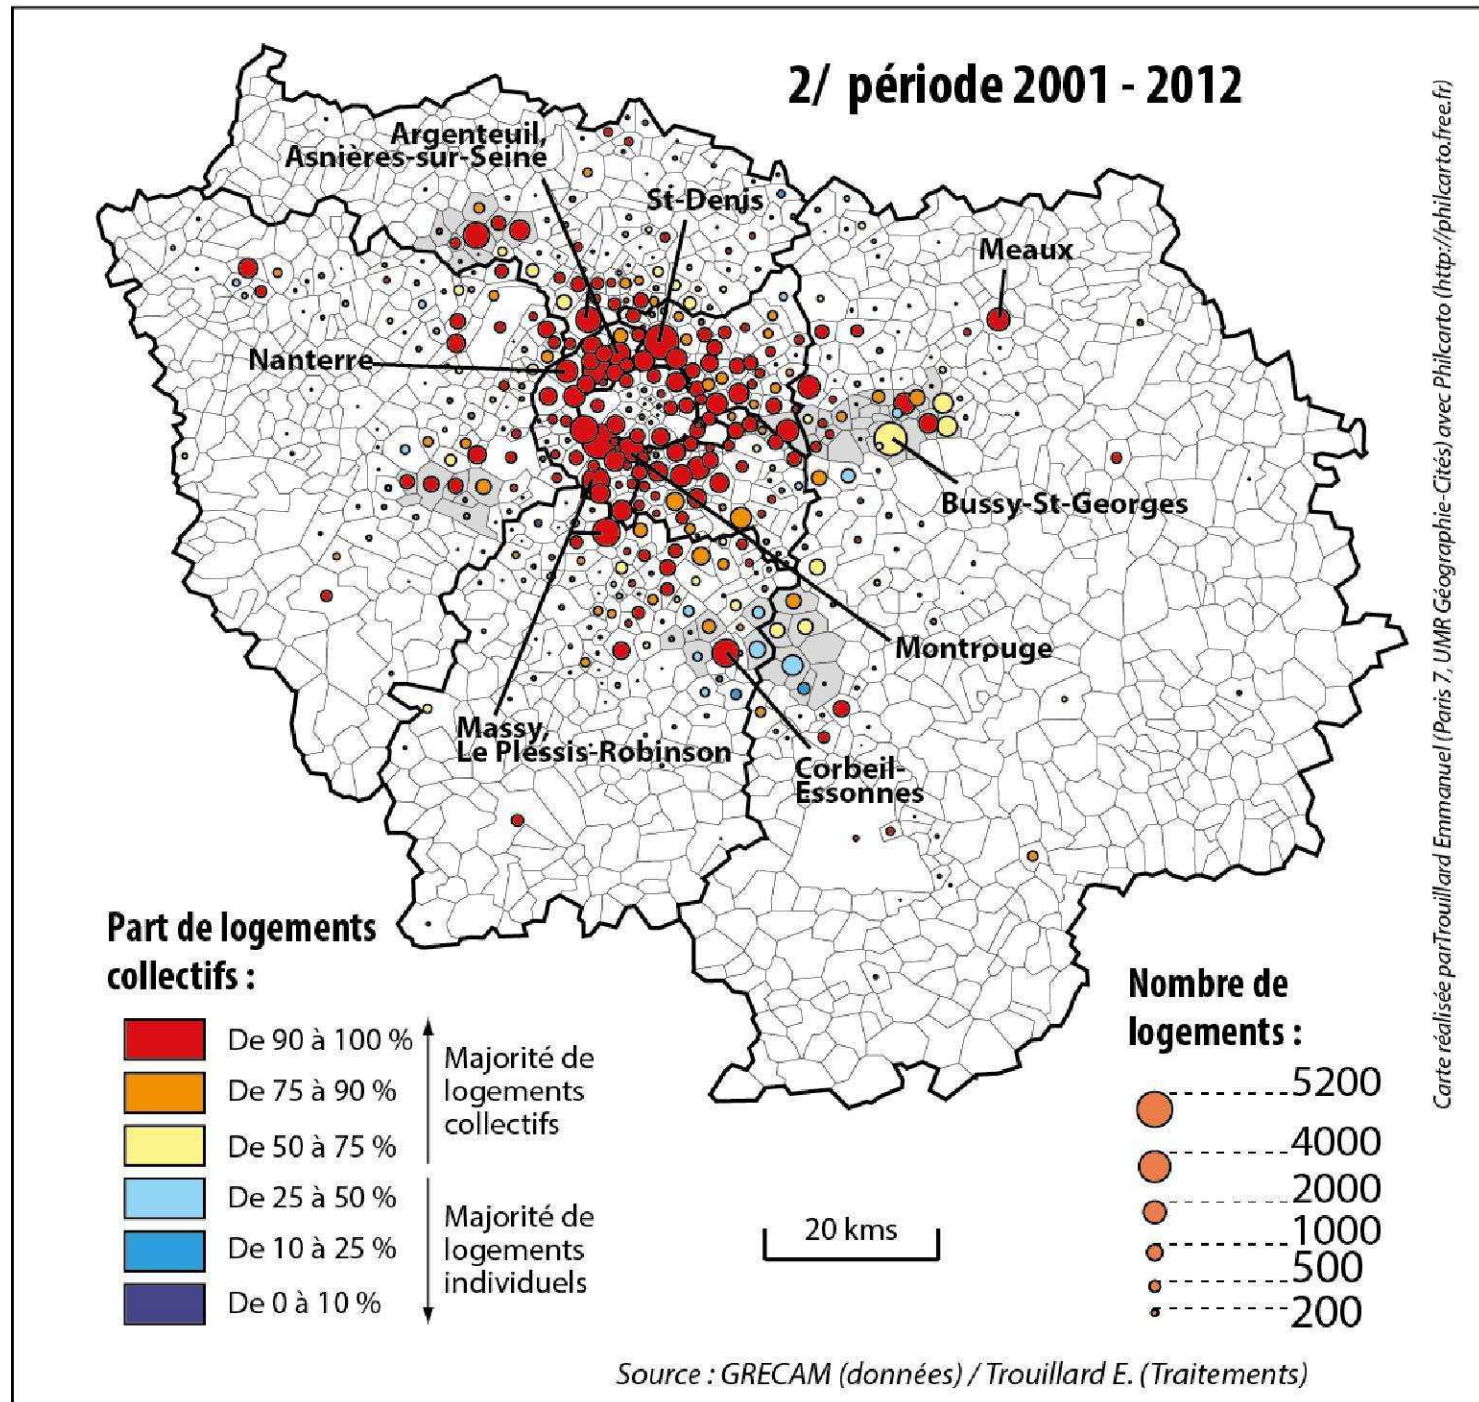 2/ période 2001 - 2012
Argenteuil,
Asnières-sur-Seine
St-Denis
Meaux
Nanterre
Bussy-St-Georges
Montrouge
Massy,
Le Plessis-Robinson
Corbeil-
Essonnes
Part de logements
collectifs :
De 90 à 100 %
De 75 à 90 %
De 50 à 75 %
De 25 à 50 %
De 10 à 25 %
De 0 à 10 %
Majorité de
logements
collectifs
Majorité de
logements
individuels
20 kms
Nombre de
logements :
5200
4000
2000
1000
500
200
Source : GRECAM (données) / Trouillard E. (Traitements)
Carte réalisée parTrouillard Emmanuel (Paris 7, UMR Géographie-Cités) avec Philcarto (http://philcarto.free.fr)